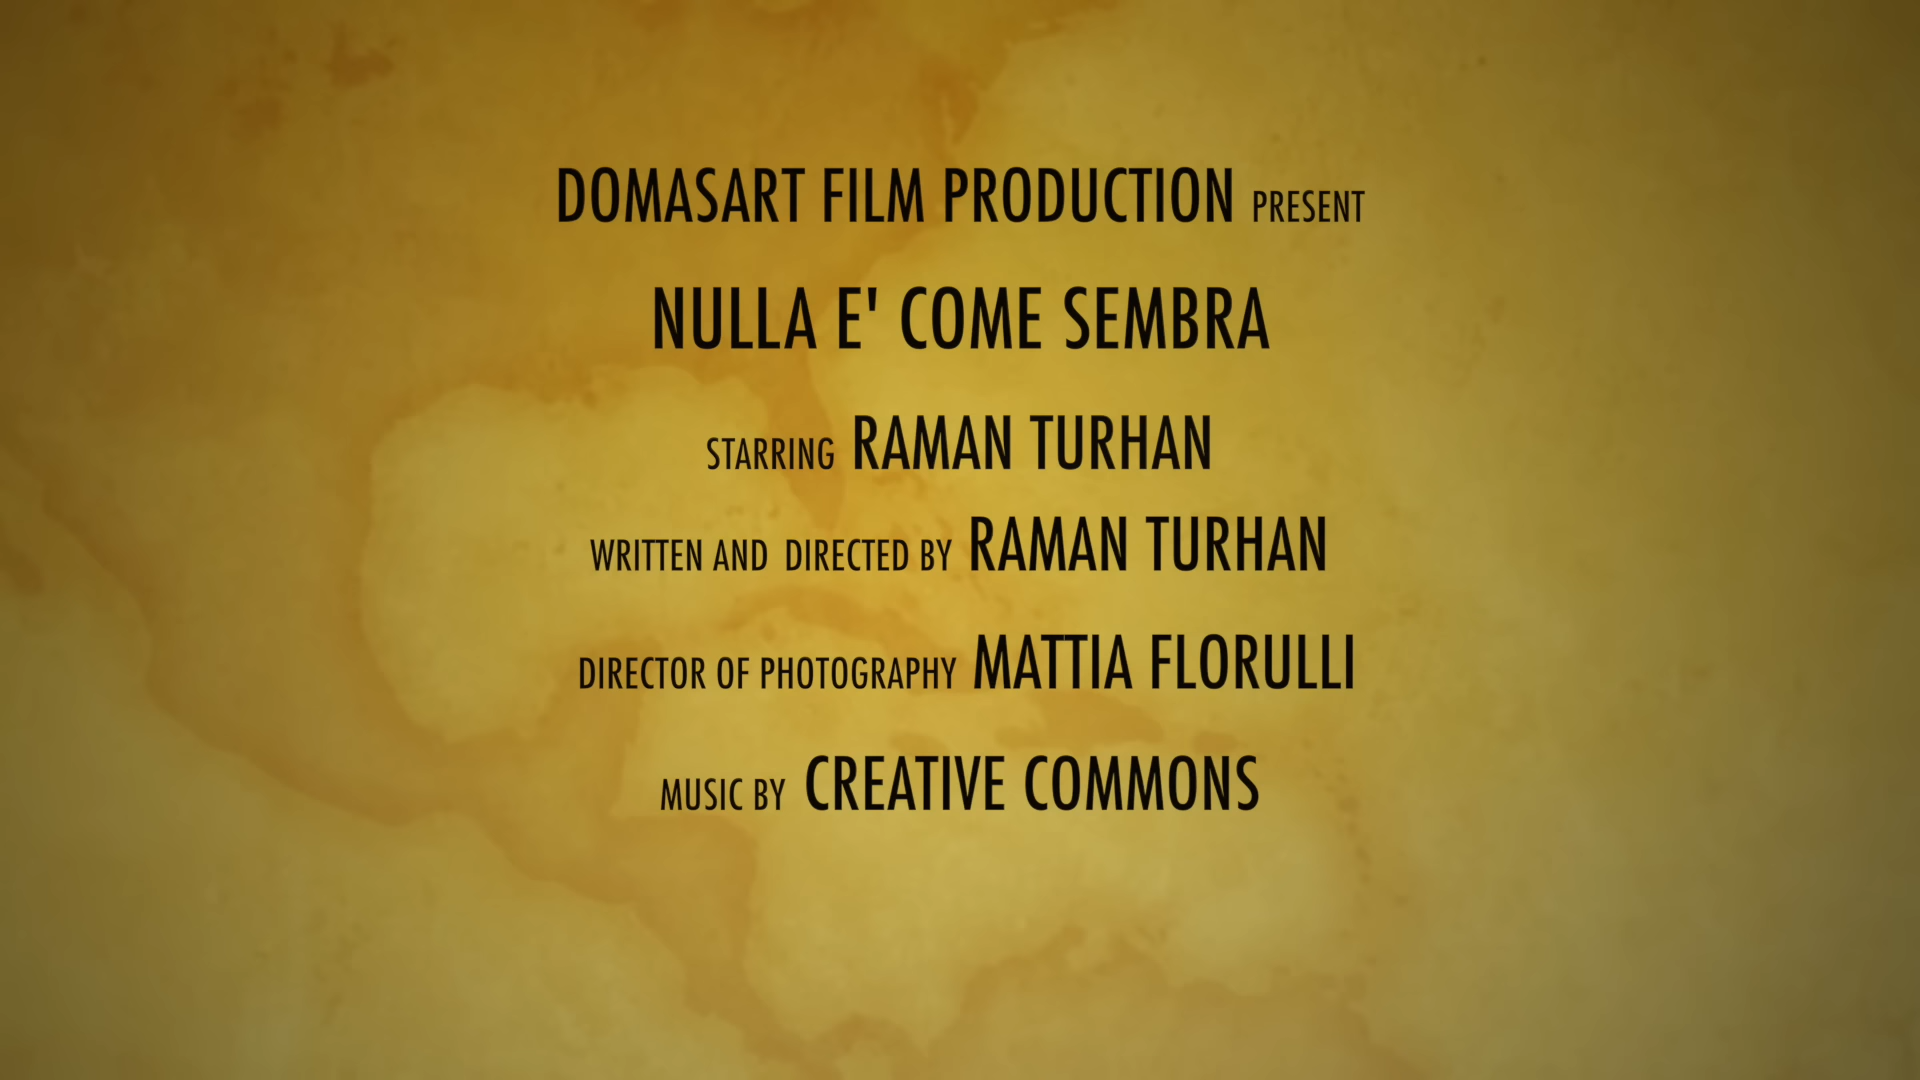 DOMASART FILM PRODUCTION PRESENT
NULLA E' COME SEMBRA
STARRING RAMAN TURHAN
WRITTEN AND DIRECTED BY RAMAN TURHAN
DIRECTOR OF PHOTOGRAPHY MATTIA FLORULLI
MUSIC BY CREATIVE COMMONS